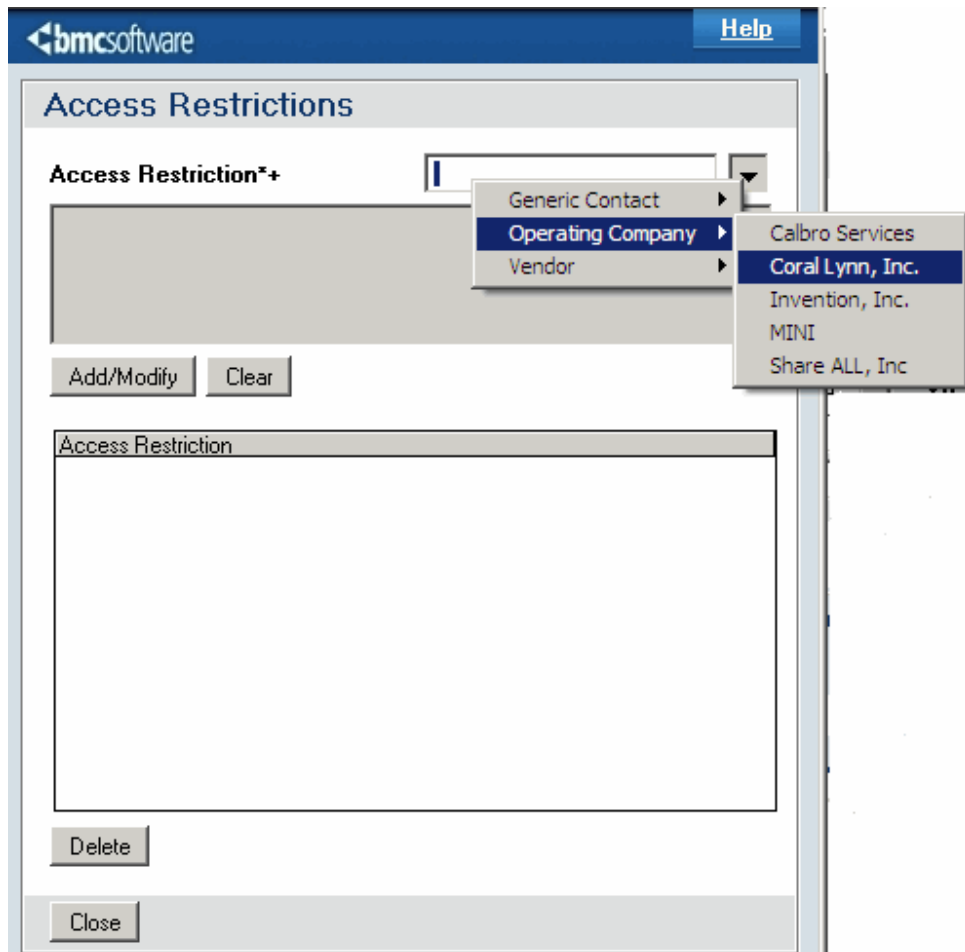 bmcsoftware
Help
Access Restrictions
Access Restriction*+
Generic Contact
Operating Company
Vendor
Calbro Services
Coral Lynn, Inc.
Invention, Inc.
MINI
Share ALL, Inc
Add/Modify
Clear
Access Restriction
Delete
Close